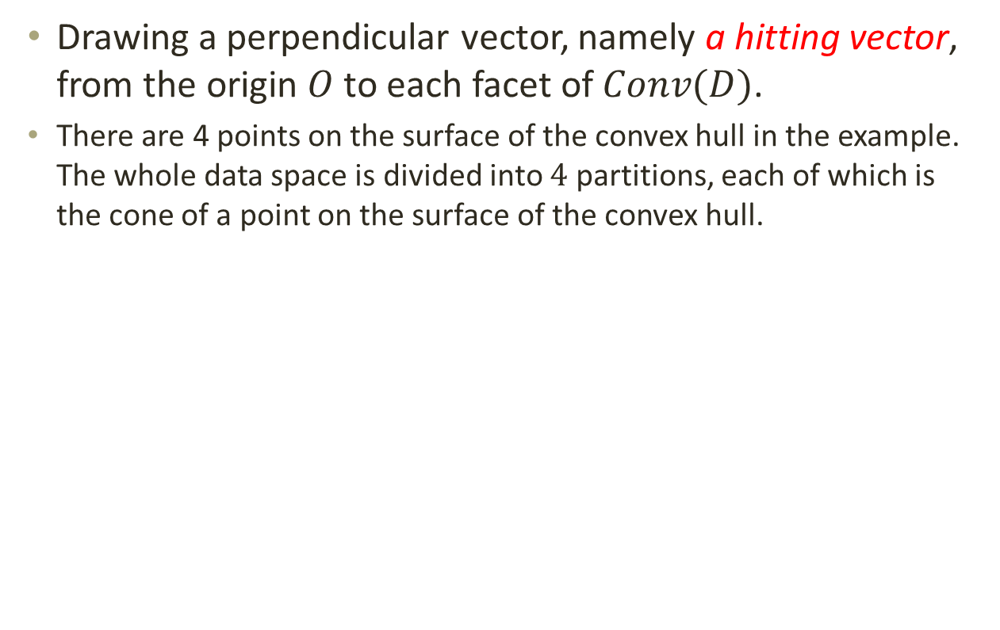 • Drawing a perpendicular vector, namely a hitting vector,
from the origin O to each facet of Conv(D).
• There are 4 points on the surface of the convex hull in the example.
The whole data space is divided into 4 partitions, each of which is
the cone of a point on the surface of the convex hull.